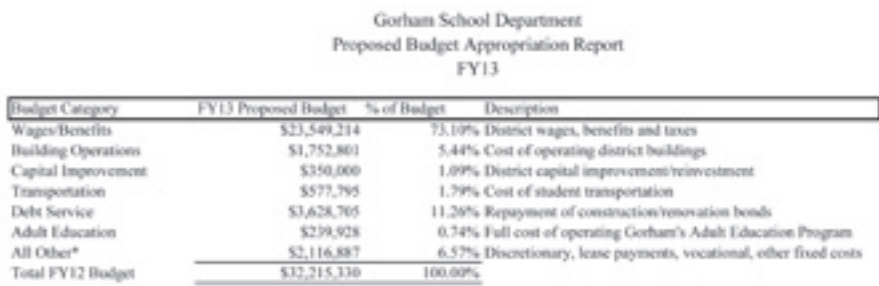 Gorham School Department
Proposed Budget Appropriation Report
FY13
Budget Category FY13 Proposed Budget % of Budget Description
Wages/Benefits $23,549,214 73.10% District wages, benefits and taxes
Building Operations $1,752,801 5.44% Cost of operating district buildings
Capital Improvement $350,000 1.09% District capital improvement/reinvestment
Transportation $577,795 1.79% Cost of student transportation
Debt Service $3,628,705 11.26% Repayment of construction/renovation bonds
Adult Education $239,928 0.74% Full cost of operating Gorham's Adult Education Program
All Other* $2,116,887 6.57% Discretionary, lease payments, vocational, other fixed costs
Total FY12 Budget $32,215,330 100.00%